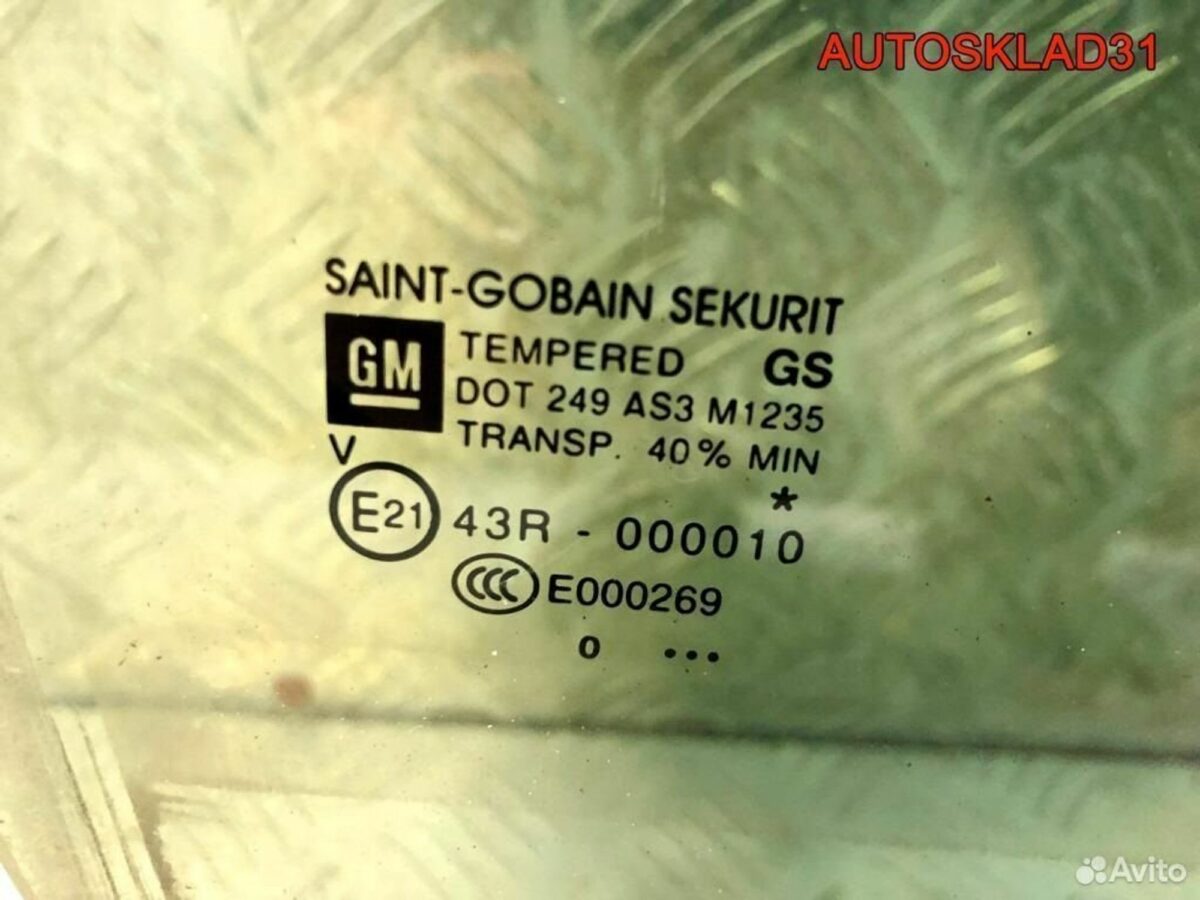 AUTOSKLAD31
SAINT-GOBAIN SEKURIT
GM
TEMPERED GS
DOT 249 AS3 M1235
TRANSP. 40% MIN
V
*
E21 43R - 000010
CCC E000269
0 ...
Avito